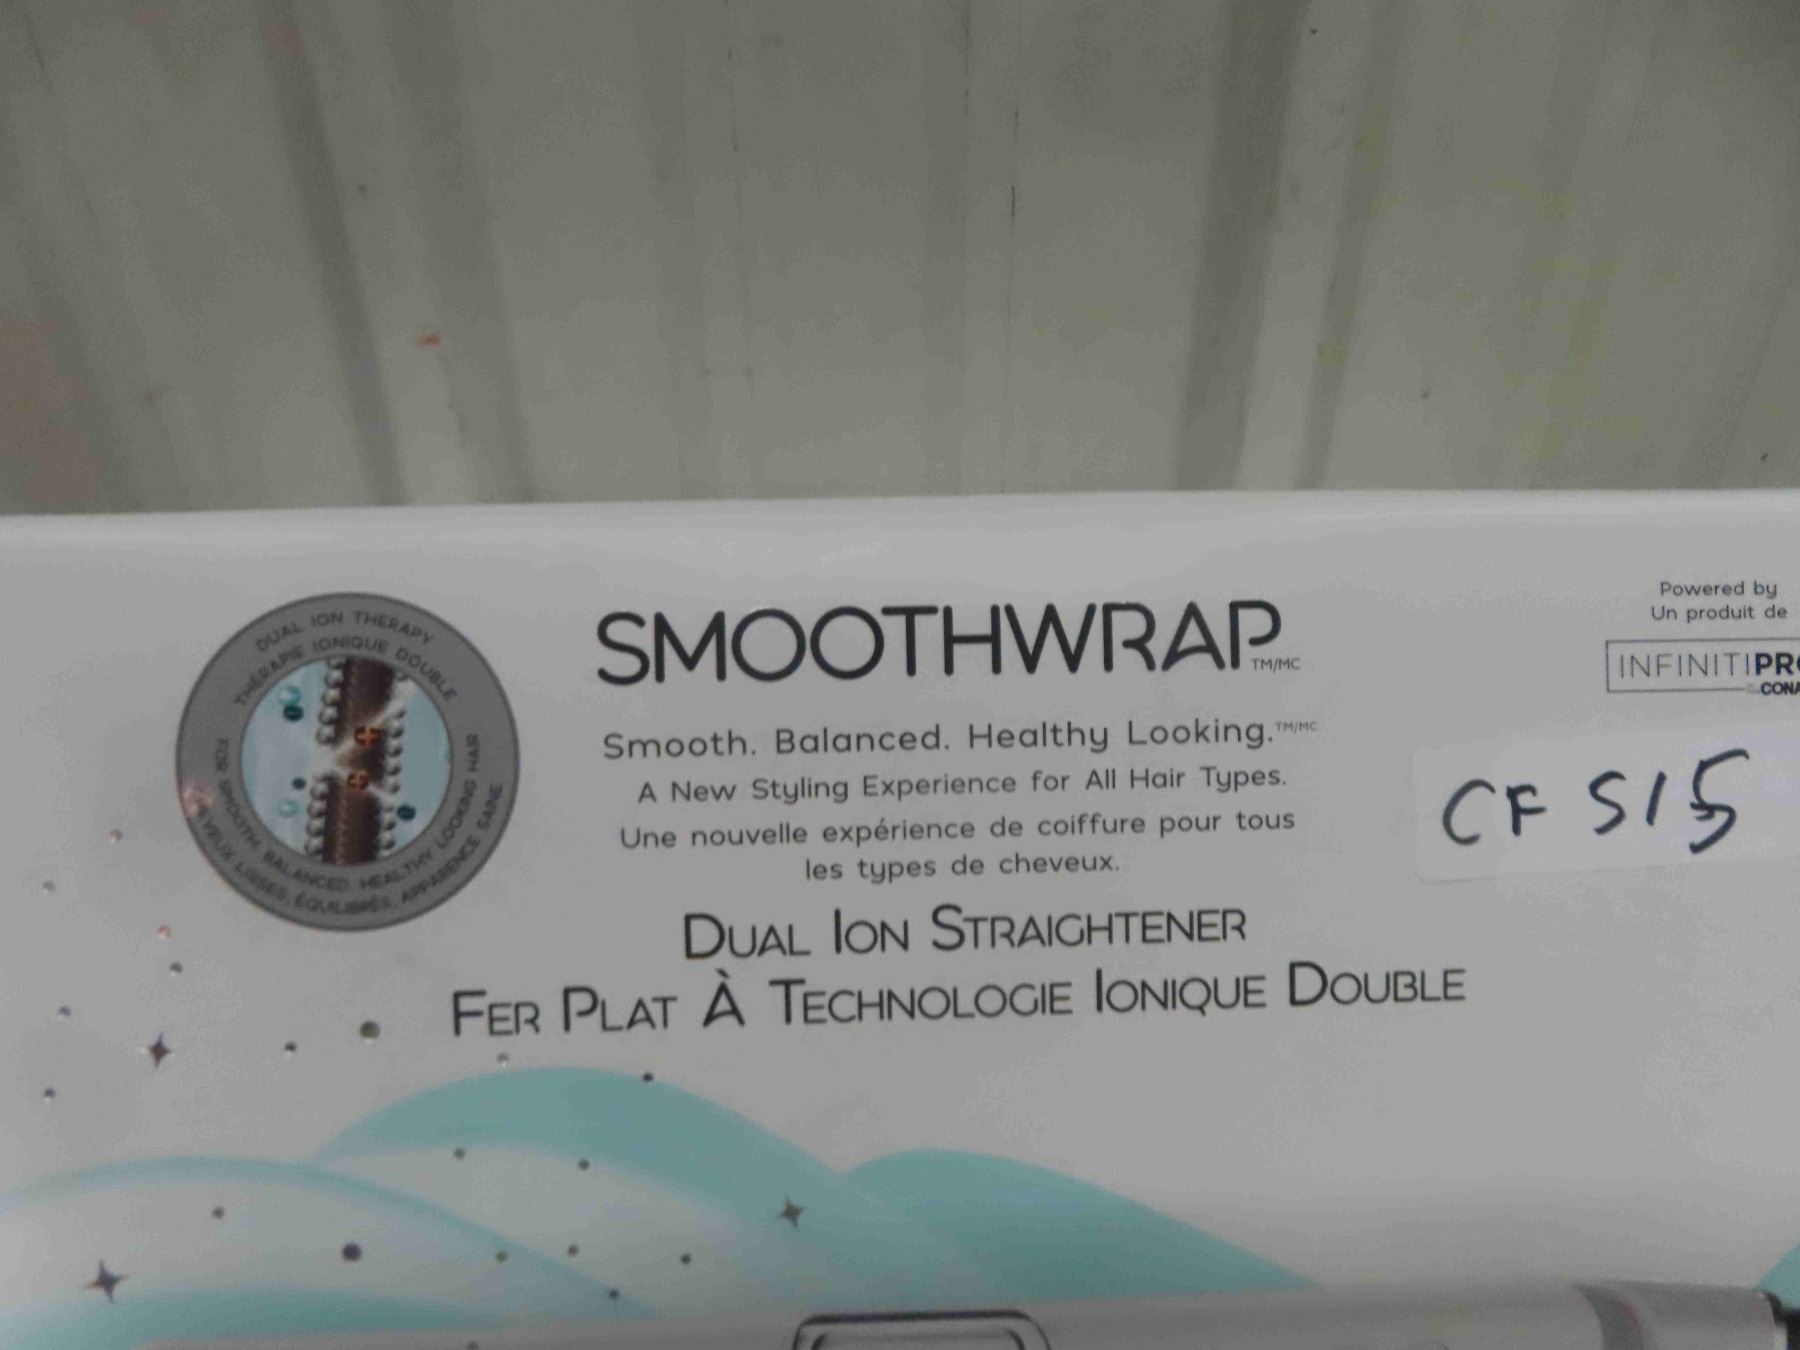 DUAL ION THERAPY
THÉRAPIE IONIQUE DOUBLE
FOR SMOOTH, BALANCED, HEALTHY LOOKING HAIR
LISSES, ÉQUILIBRÉS, APPARENCE SAINE
SMOOTHWRAP TM/MC
Smooth. Balanced. Healthy Looking.TM/MC
A New Styling Experience for All Hair Types.
Une nouvelle expérience de coiffure pour tous
les types de cheveux.
DUAL ION STRAIGHTENER
FER PLAT À TECHNOLOGIE IONIQUE DOUBLE
Powered by
Un produit de
INFINITIPRO
CONA
CF S15